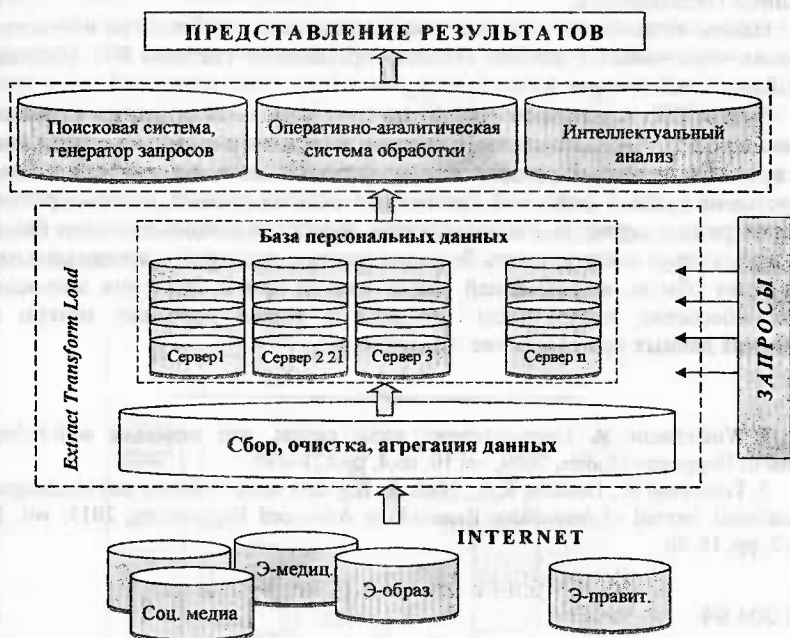 ПРЕДСТАВЛЕНИЕ РЕЗУЛЬТАТОВ
Поисковая система,
генератор запросов
Оперативно-аналитическая
система обработки
Интеллектуальный
анализ
Extract Transform Load
База персональных данных
Сервер1
Сервер 2 21
Сервер 3
Сервер n
ЗАПРОСЫ
Сбор, очистка, агрегация данных
INTERNET
Э-медиц.
Соц. медиа
Э-образ.
Э-правит.